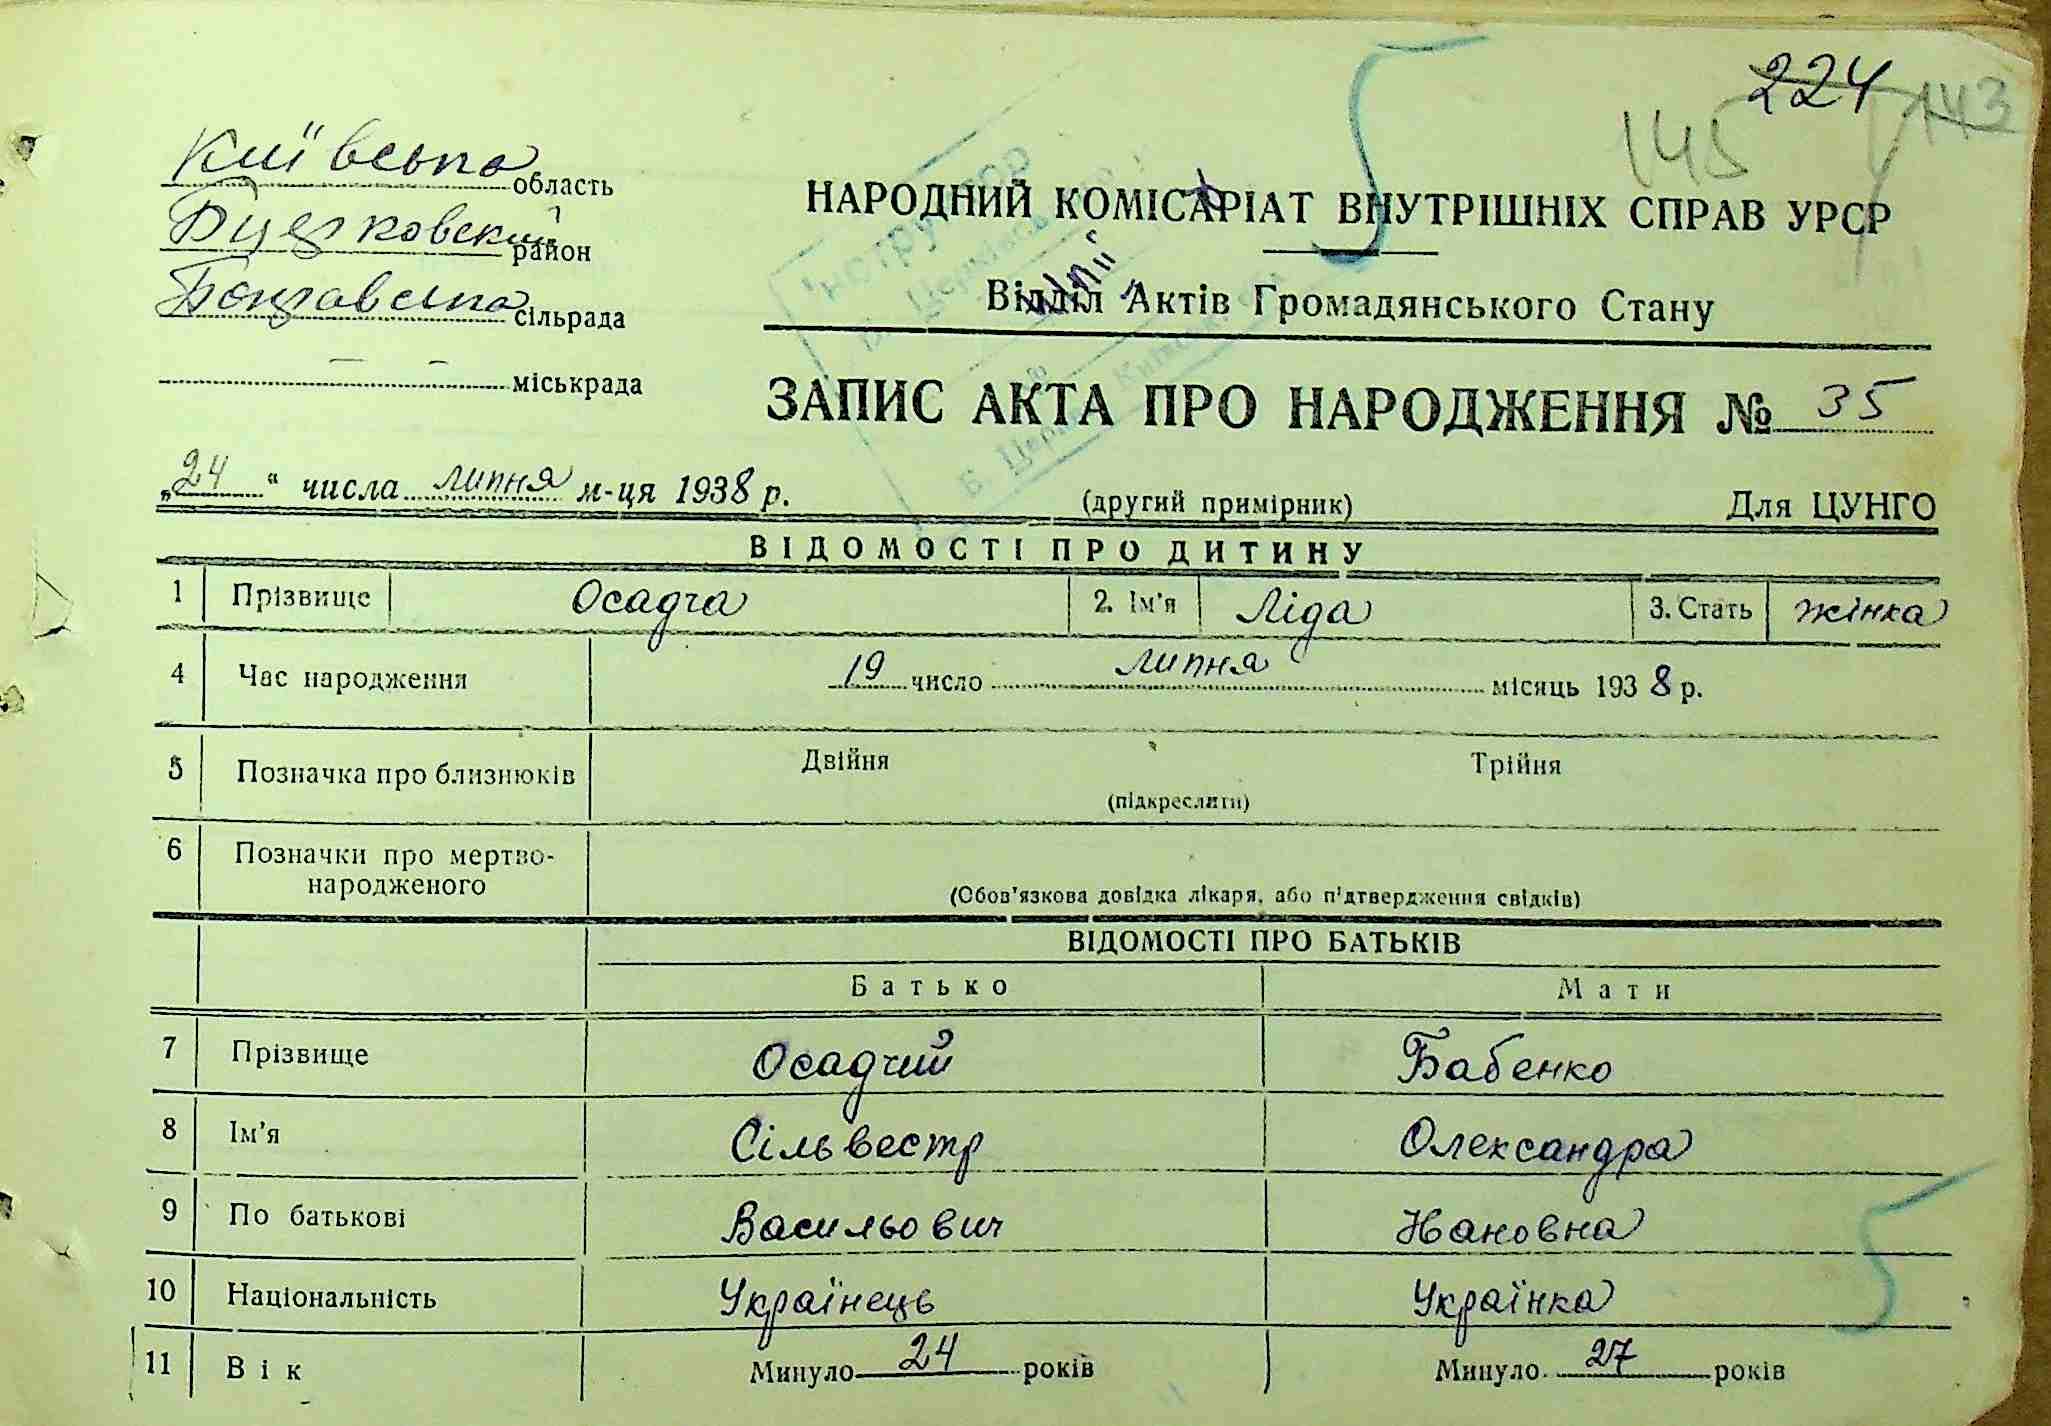 224
145 143
Київська область
Бцерковский район
сільрада
міськрада
НАРОДНИЙ КОМІСАРІАТ ВНУТРІШНІХ СПРАВ УРСР
Відділ Актів Громадянського Стану
ЗАПИС АКТА ПРО НАРОДЖЕННЯ № 35
„24“ числа липня м-ця 1938 р.
(другий примірник)
Для ЦУНГО
ВІДОМОСТІ ПРО ДИТИНУ
1 Прізвище Осадча 2. Ім'я Ліда 3. Стать жінка
4 Час народження 19 число липня місяць 1938 р.
5 Позначка про близнюків Двійня Трійня
(підкреслити)
6 Позначки про мертво-
народженого
(Обов'язкова довідка лікаря, або п'дтвердження свідків)
ВІДОМОСТІ ПРО БАТЬКІВ
Батько Мати
7 Прізвище Осадчий Бабенко
8 Ім'я Сільвестр Олександра
9 По батькові Васильович
10 Національність Українець Українка
11 Вік Минуло 24 років Минуло 27 років